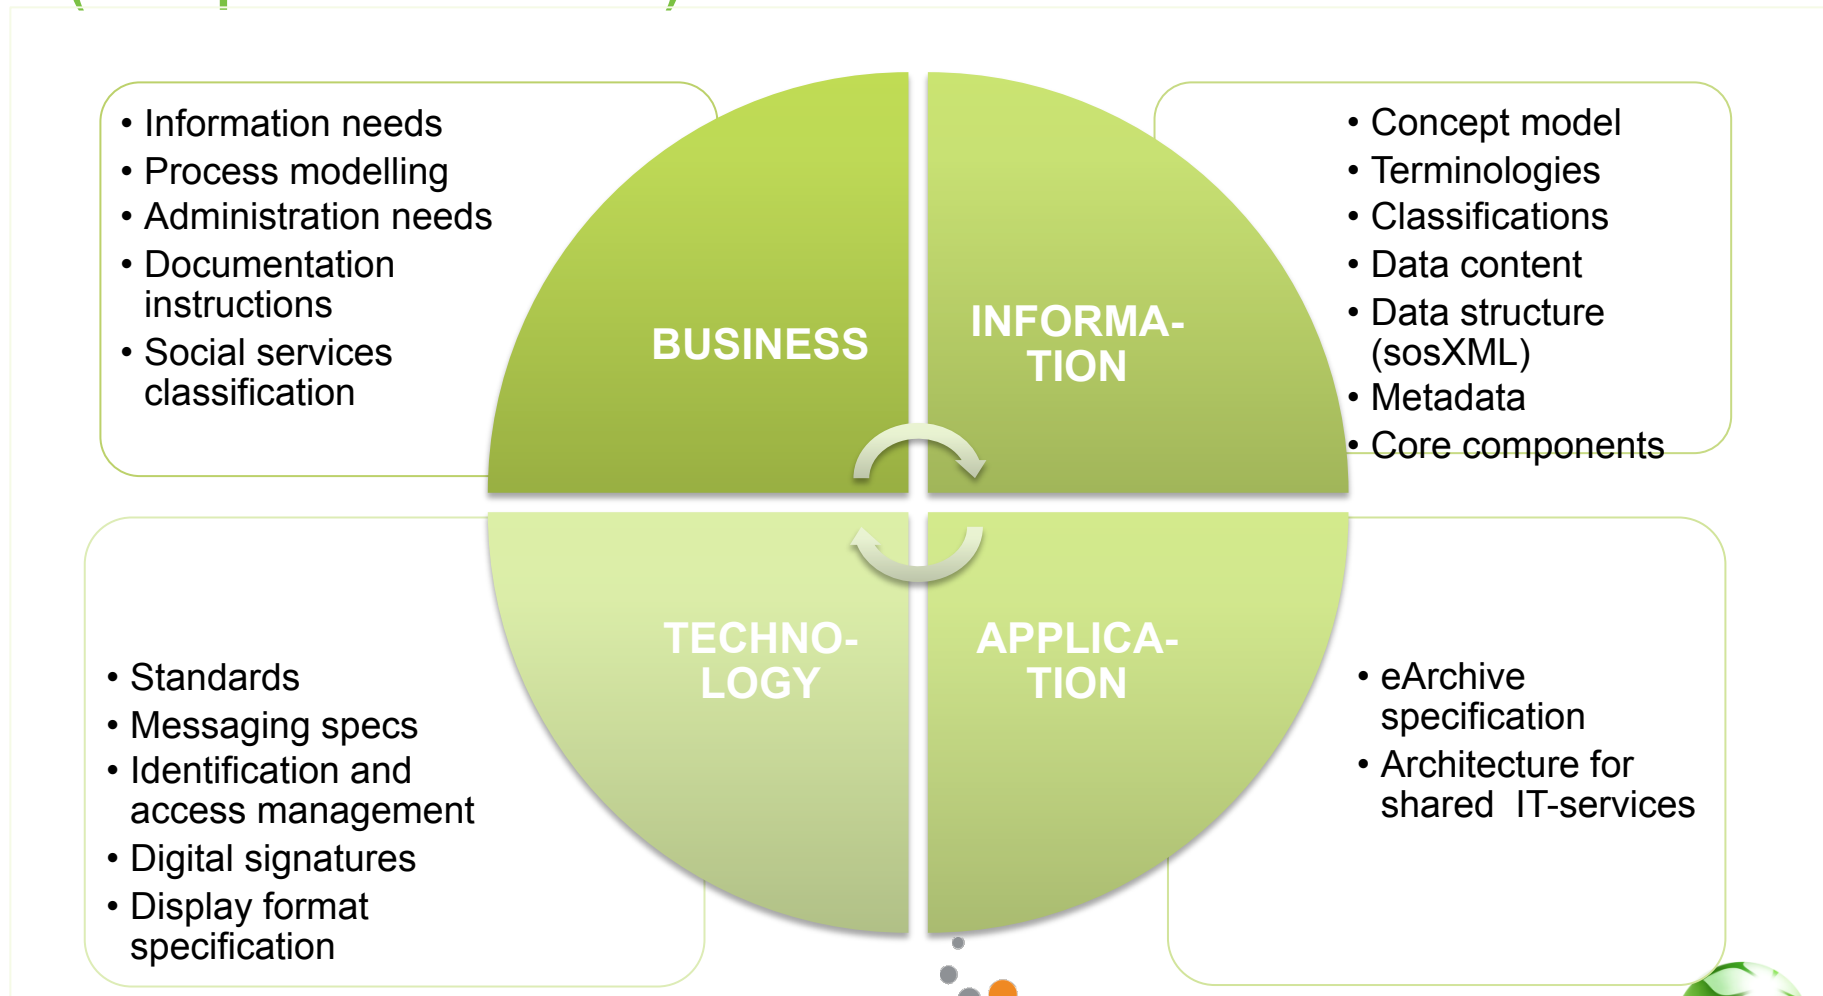 • Information needs
• Process modelling
• Administration needs
• Documentation
instructions
• Social services
classification
BUSINESS
INFORMA-
TION
• Concept model
• Terminologies
• Classifications
• Data content
• Data structure
(sosXML)
• Metadata
• Core components
• Standards
• Messaging specs
• Identification and
access management
• Digital signatures
• Display format
specification
TECHNO-
LOGY
APPLICA-
TION
• eArchive
specification
• Architecture for
shared  IT-services